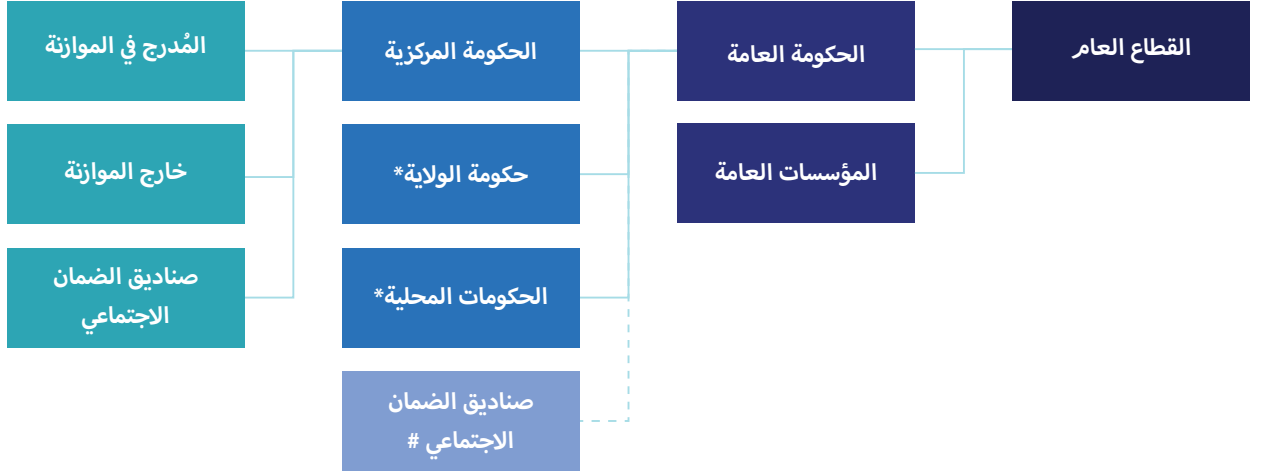 القطاع العام
الحكومة العامة
المؤسسات العامة
الحكومة المركزية
حكومة الولاية*
الحكومات المحلية*
صناديق الضمان
الاجتماعي #
المُدرج في الموازنة
خارج الموازنة
صناديق الضمان
الاجتماعي